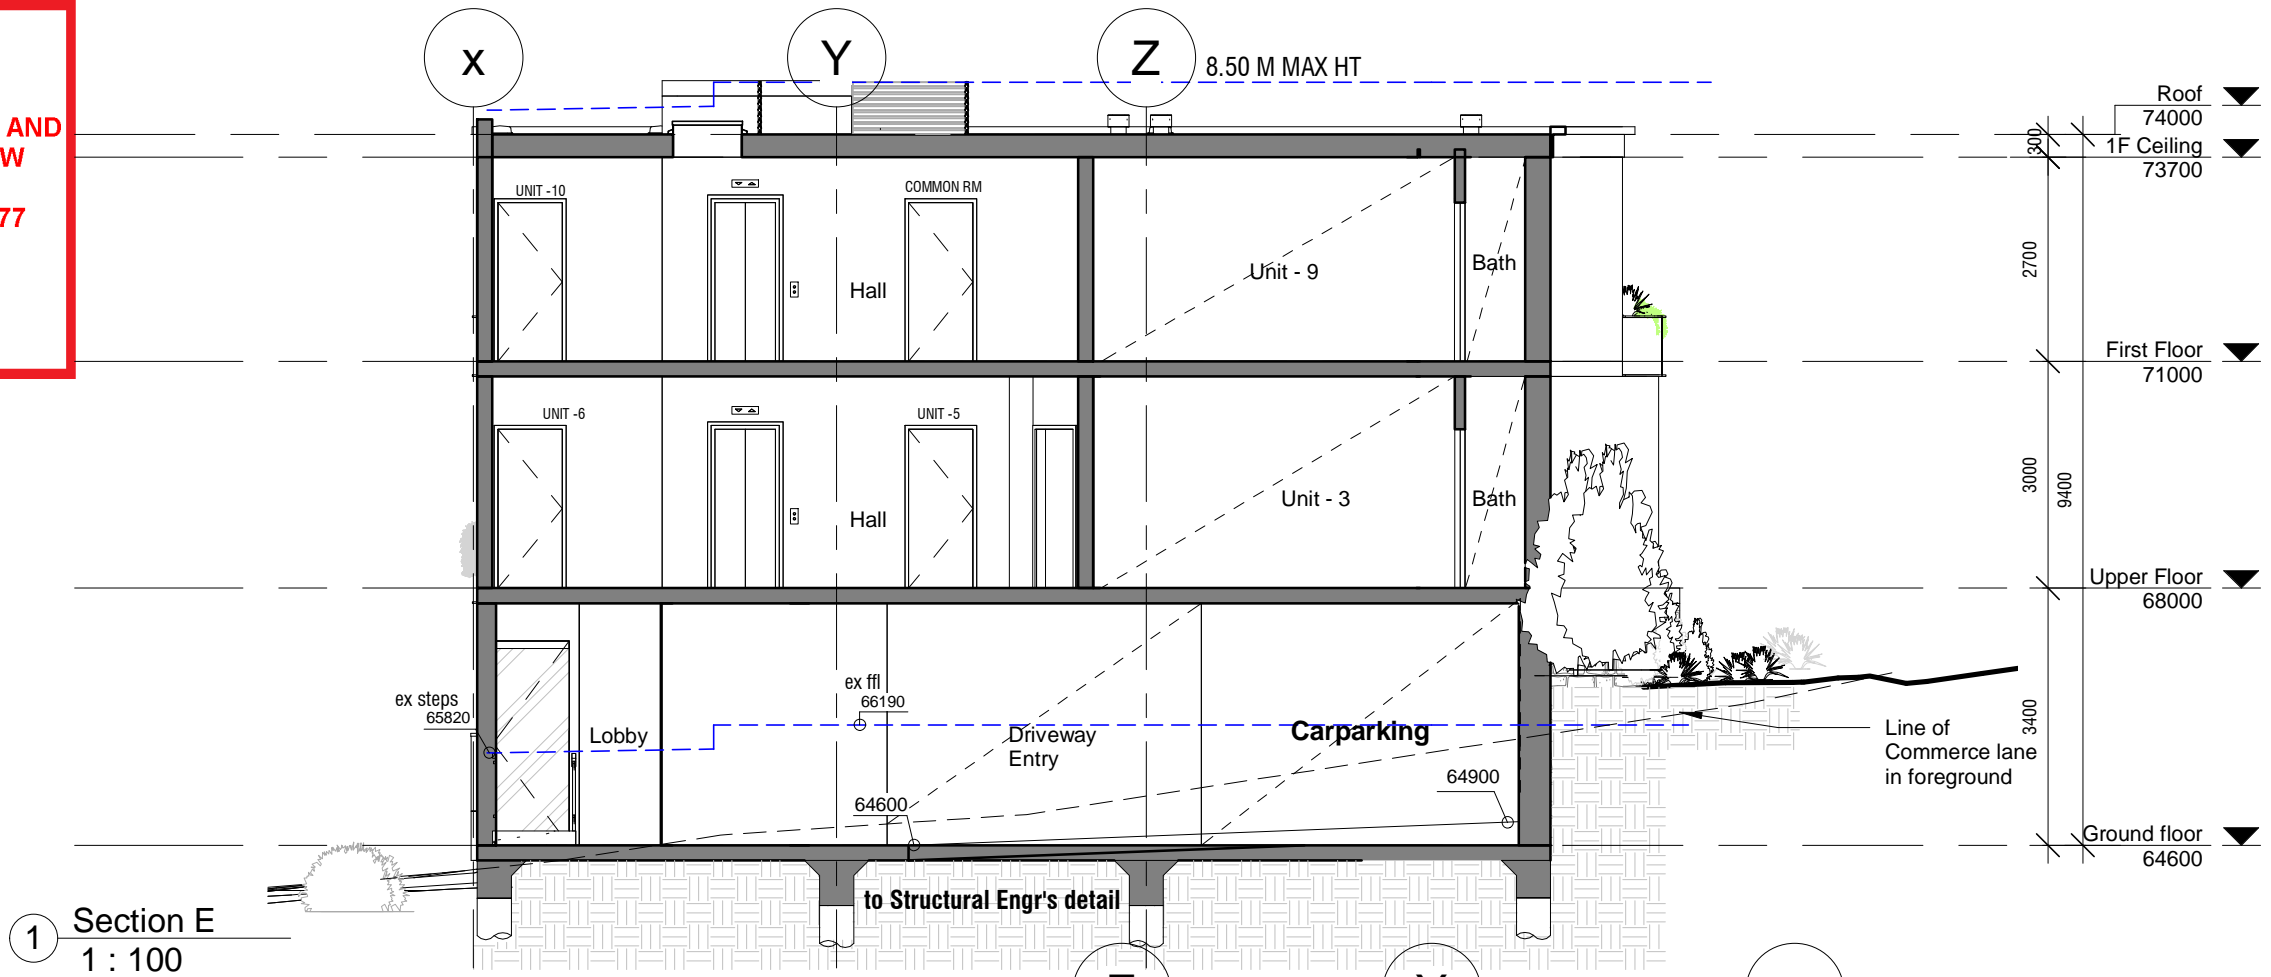 AND
W
77
x
Y
Z
8.50 M MAX HT
Roof
74000
1F Ceiling
73700
300
UNIT -10
COMMON RM
Hall
Unit - 9
Bath
2700
First Floor
71000
UNIT -6
UNIT -5
Hall
Unit - 3
Bath
3000
9400
Upper Floor
68000
ex steps
65820
Lobby
ex ffl
66190
Driveway
Entry
Carparking
64600
64900
Line of
Commerce lane
in foreground
3400
Ground floor
64600
to Structural Engr's detail
1
Section E
1 : 100